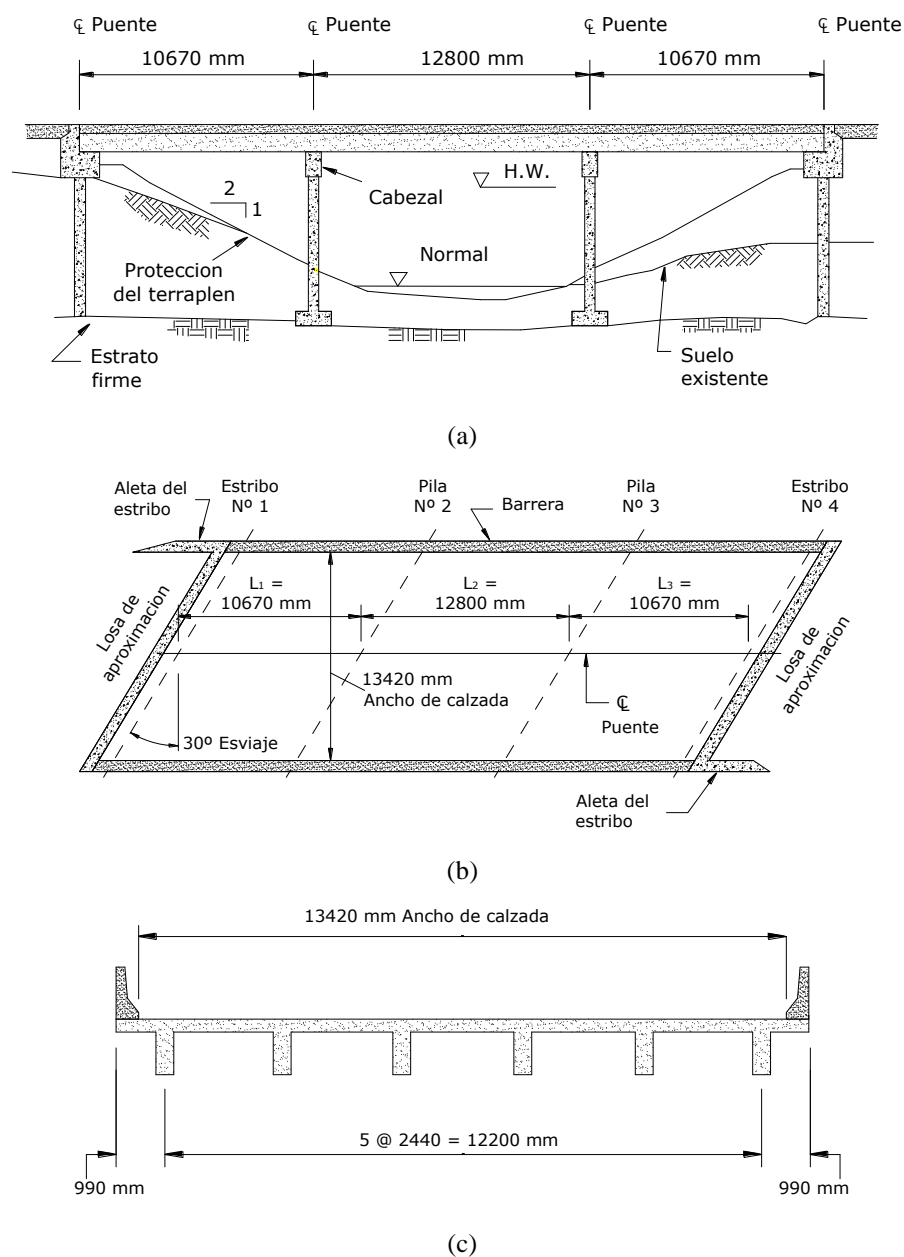 ℄ Puente ℄ Puente ℄ Puente ℄ Puente
10670 mm 12800 mm 10670 mm
H.W.
2
1
Cabezal
Normal
Proteccion
del terraplen
Estrato
firme
Suelo
existente
(a)
Aleta del
estribo
Estribo
Nº 1
Pila
Nº 2
Barrera
Pila
Nº 3
Estribo
Nº 4
Losa de
aproximacion
L₁ =
10670 mm
L₂ =
12800 mm
L₃ =
10670 mm
13420 mm
Ancho de calzada
℄
Puente
Losa de
aproximacion
30º Esviaje
Aleta del
estribo
(b)
13420 mm Ancho de calzada
5 @ 2440 = 12200 mm
990 mm 990 mm
(c)